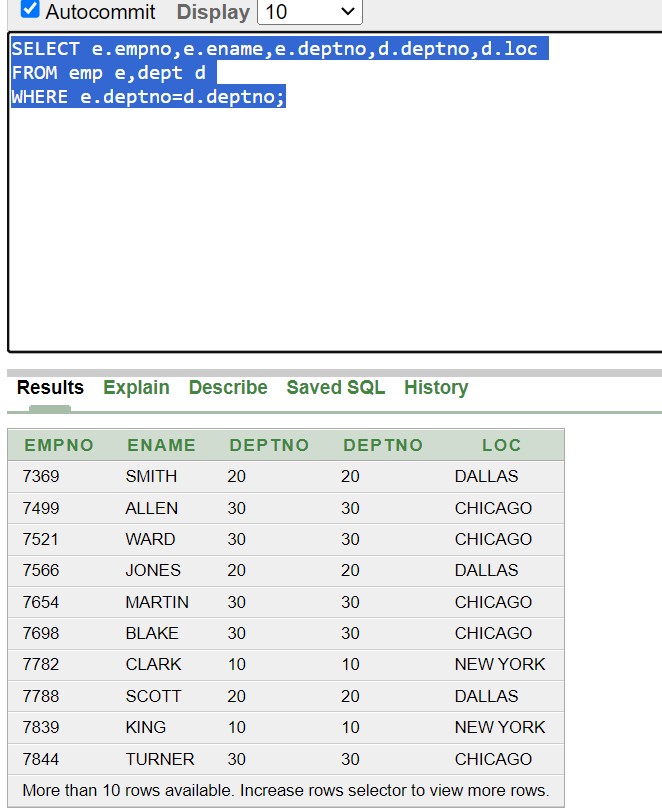 Autocommit Display 10
SELECT e.empno,e.ename,e.deptno,d.deptno,d.loc
FROM emp e,dept d
WHERE e.deptno=d.deptno;
Results Explain Describe Saved SQL History
EMPNO ENAME DEPTNO DEPTNO LOC
7369 SMITH 20 20 DALLAS
7499 ALLEN 30 30 CHICAGO
7521 WARD 30 30 CHICAGO
7566 JONES 20 20 DALLAS
7654 MARTIN 30 30 CHICAGO
7698 BLAKE 30 30 CHICAGO
7782 CLARK 10 10 NEW YORK
7788 SCOTT 20 20 DALLAS
7839 KING 10 10 NEW YORK
7844 TURNER 30 30 CHICAGO
More than 10 rows available. Increase rows selector to view more rows.